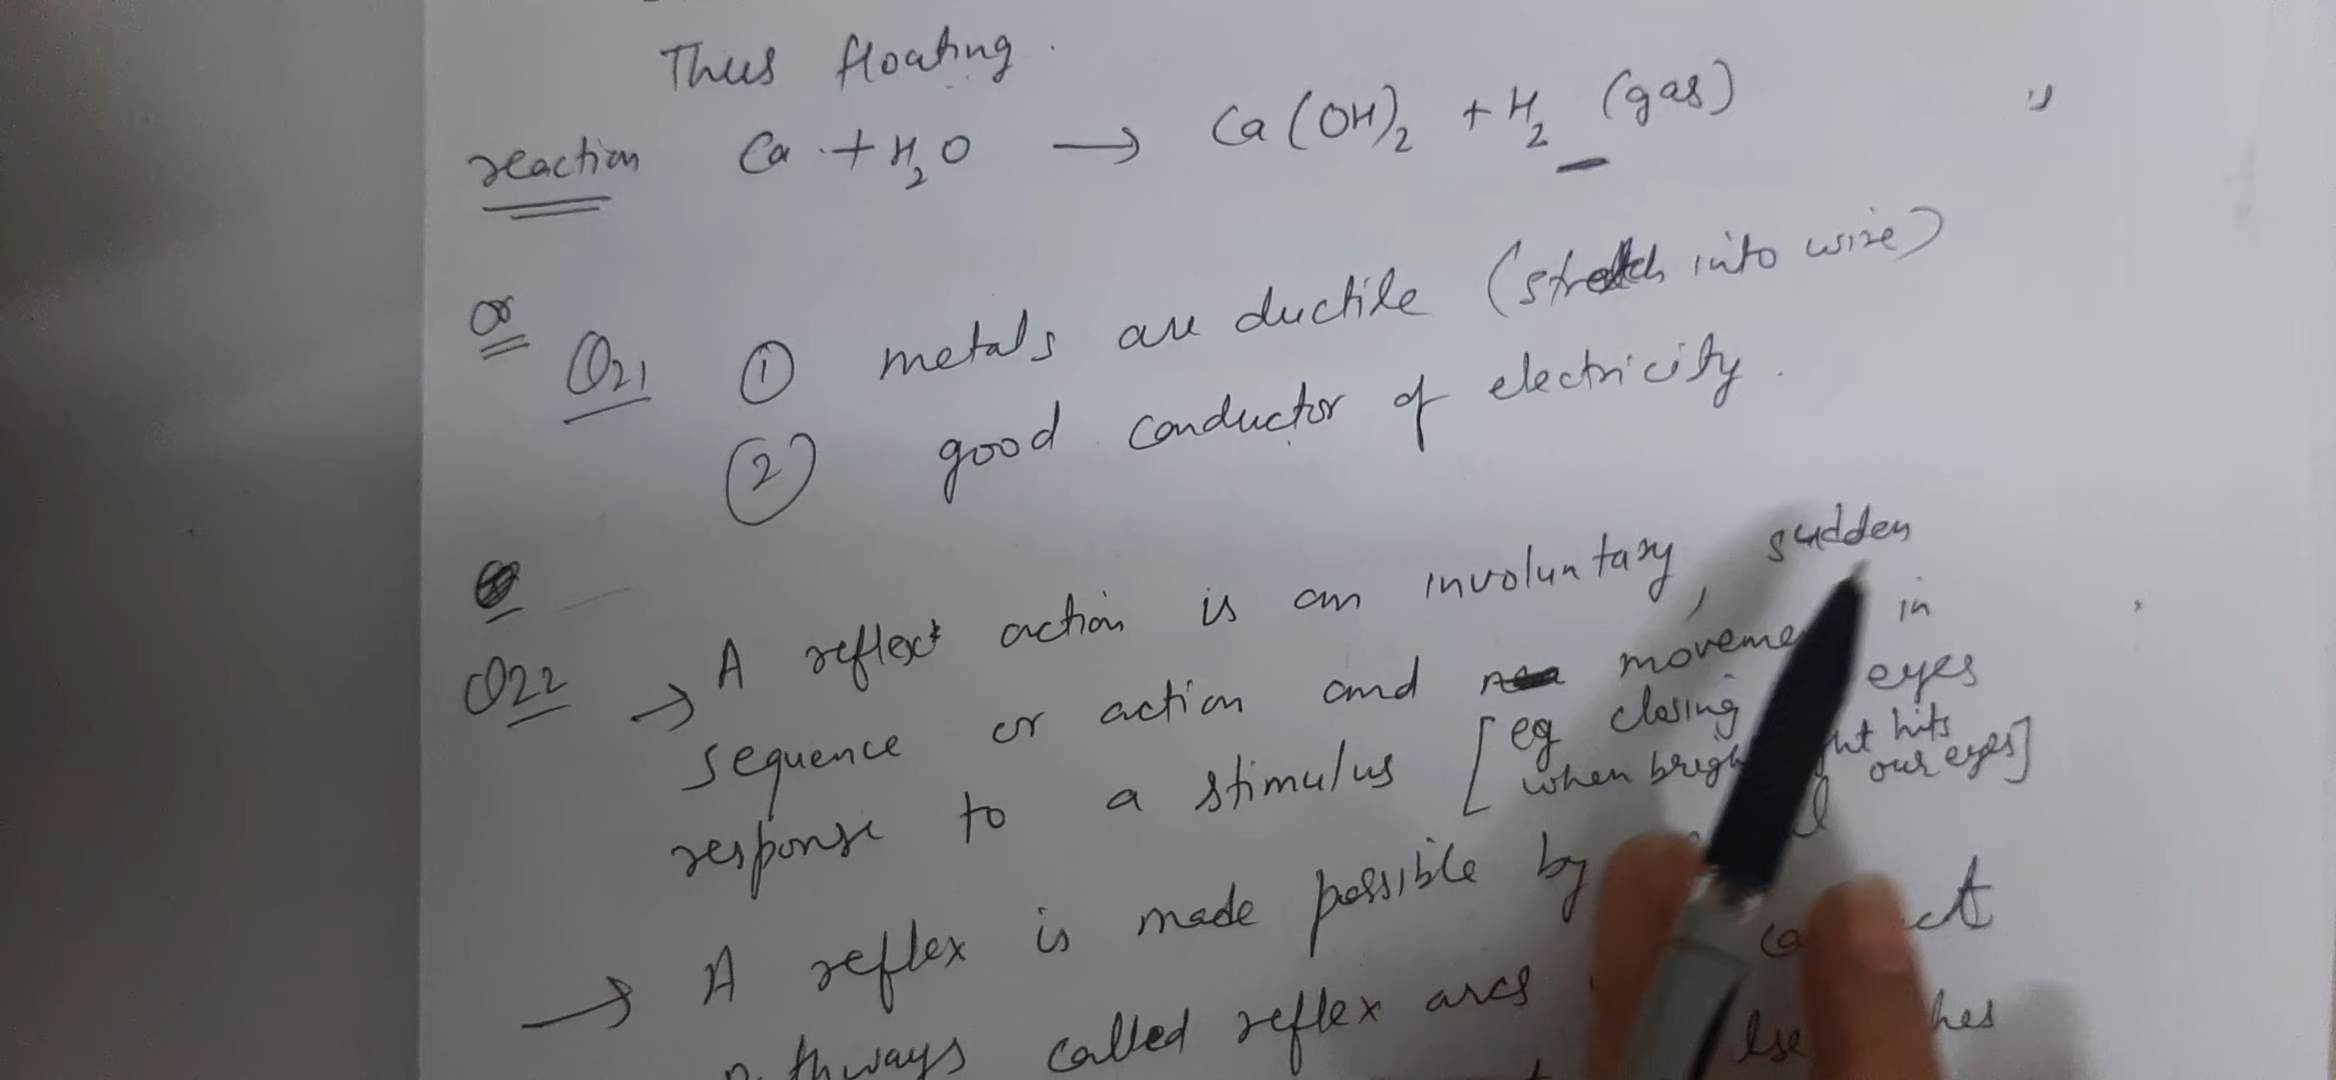 Thus floating.
reaction Ca + H₂O → Ca(OH)₂ + H₂ (gas)
or
Q21 ① metals are ductile (stretch into wire)
② good conductor of electricity.
Q22 → A reflex action is an involuntary, sudden
sequence or action and movement in
response to a stimulus [eg closing eyes
when bright hits
our eyes]
→ A reflex is made possible by
called reflex arcs